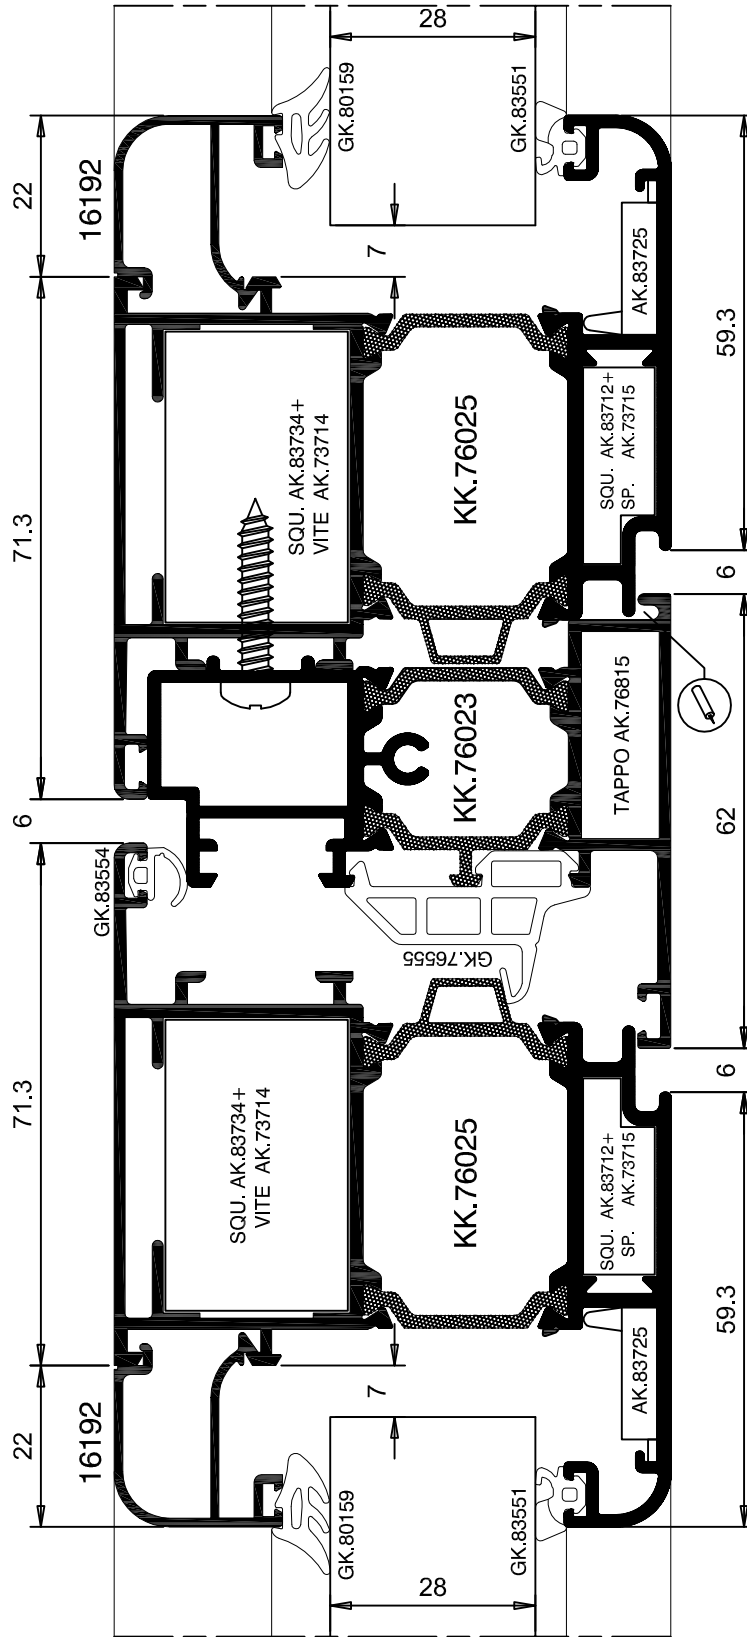 28
GK.80159
GK.83551
22
16192
7
AK.83725
59.3
71.3
SQU. AK.83734+
VITE AK.73714
KK.76025
SQU. AK.83712+
SP. AK.73715
6
KK.76023
TAPPO AK.76815
62
6
GK.83554
GK.76555
71.3
SQU. AK.83734+
VITE AK.73714
KK.76025
SQU. AK.83712+
SP. AK.73715
6
59.3
22
16192
7
AK.83725
GK.80159
GK.83551
28